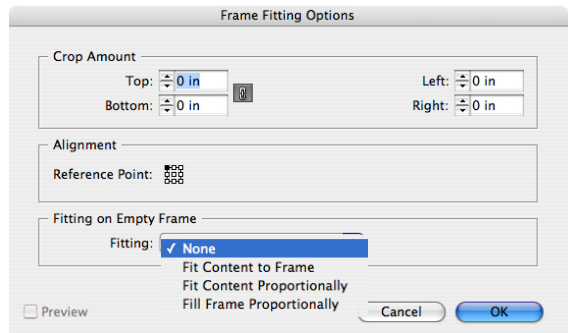 Frame Fitting Options
Crop Amount
Top: 0 in Left: 0 in
Bottom: 0 in Right: 0 in
Alignment
Reference Point:
Fitting on Empty Frame
Fitting: ✓ None
Fit Content to Frame
Fit Content Proportionally
Fill Frame Proportionally
Preview Cancel OK